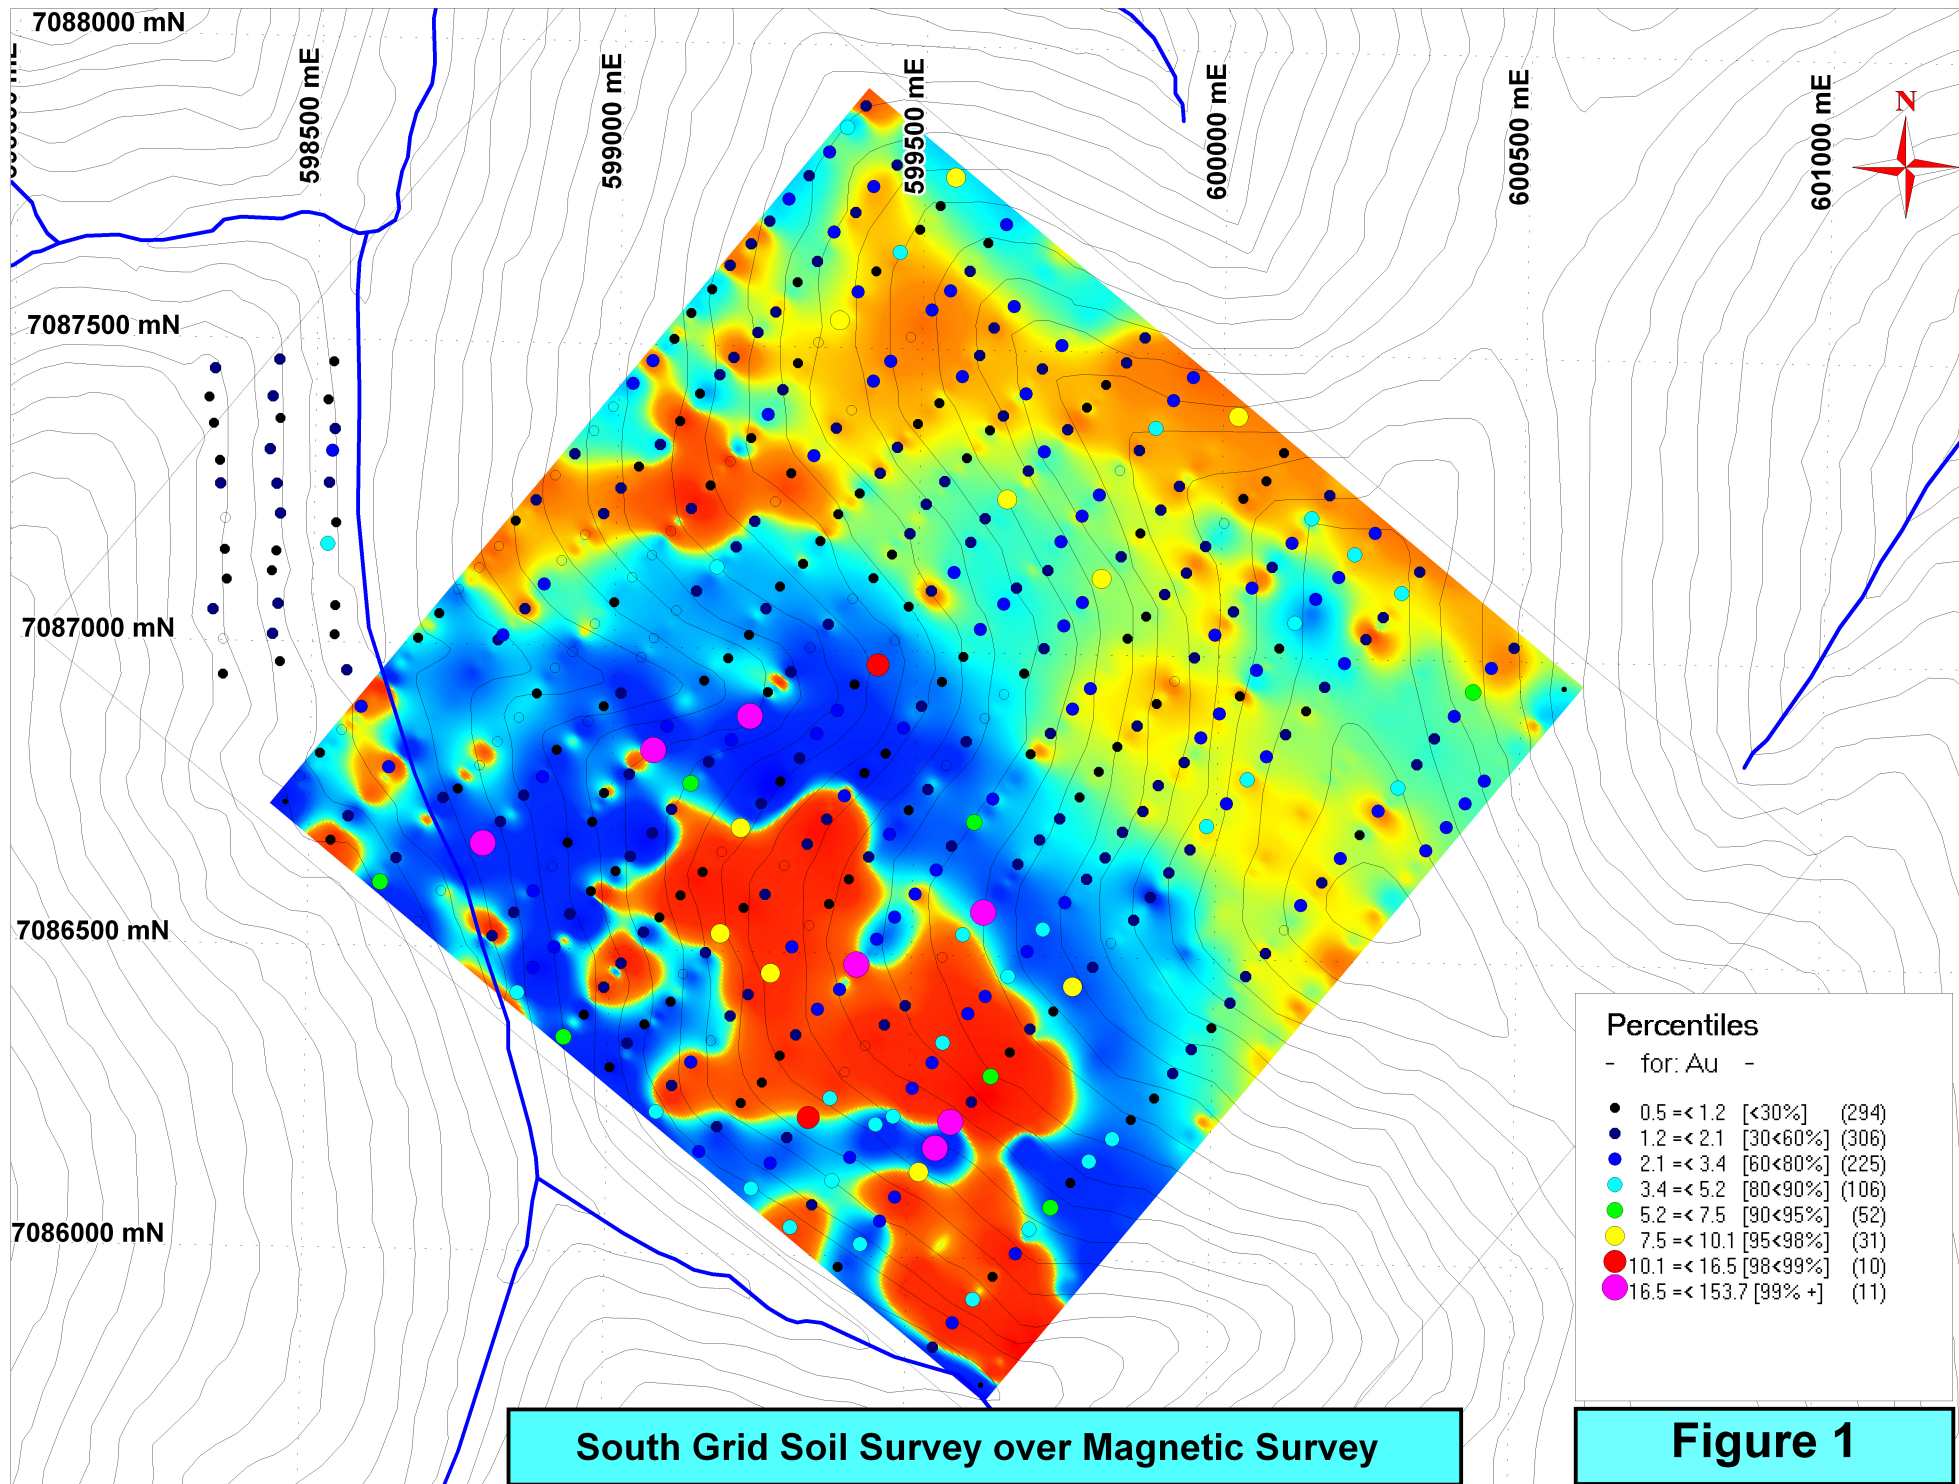 7088000 mN
598500 mE
599000 mE
599500 mE
600000 mE
600500 mE
601000 mE
N
7087500 mN
7087000 mN
7086500 mN
7086000 mN
Percentiles
- for: Au -
0.5 =< 1.2 [<30%] (294)
1.2 =< 2.1 [30<60%] (306)
2.1 =< 3.4 [60<80%] (225)
3.4 =< 5.2 [80<90%] (106)
5.2 =< 7.5 [90<95%] (52)
7.5 =< 10.1 [95<98%] (31)
10.1 =< 16.5 [98<99%] (10)
16.5 =< 153.7 [99% +] (11)
South Grid Soil Survey over Magnetic Survey
Figure 1